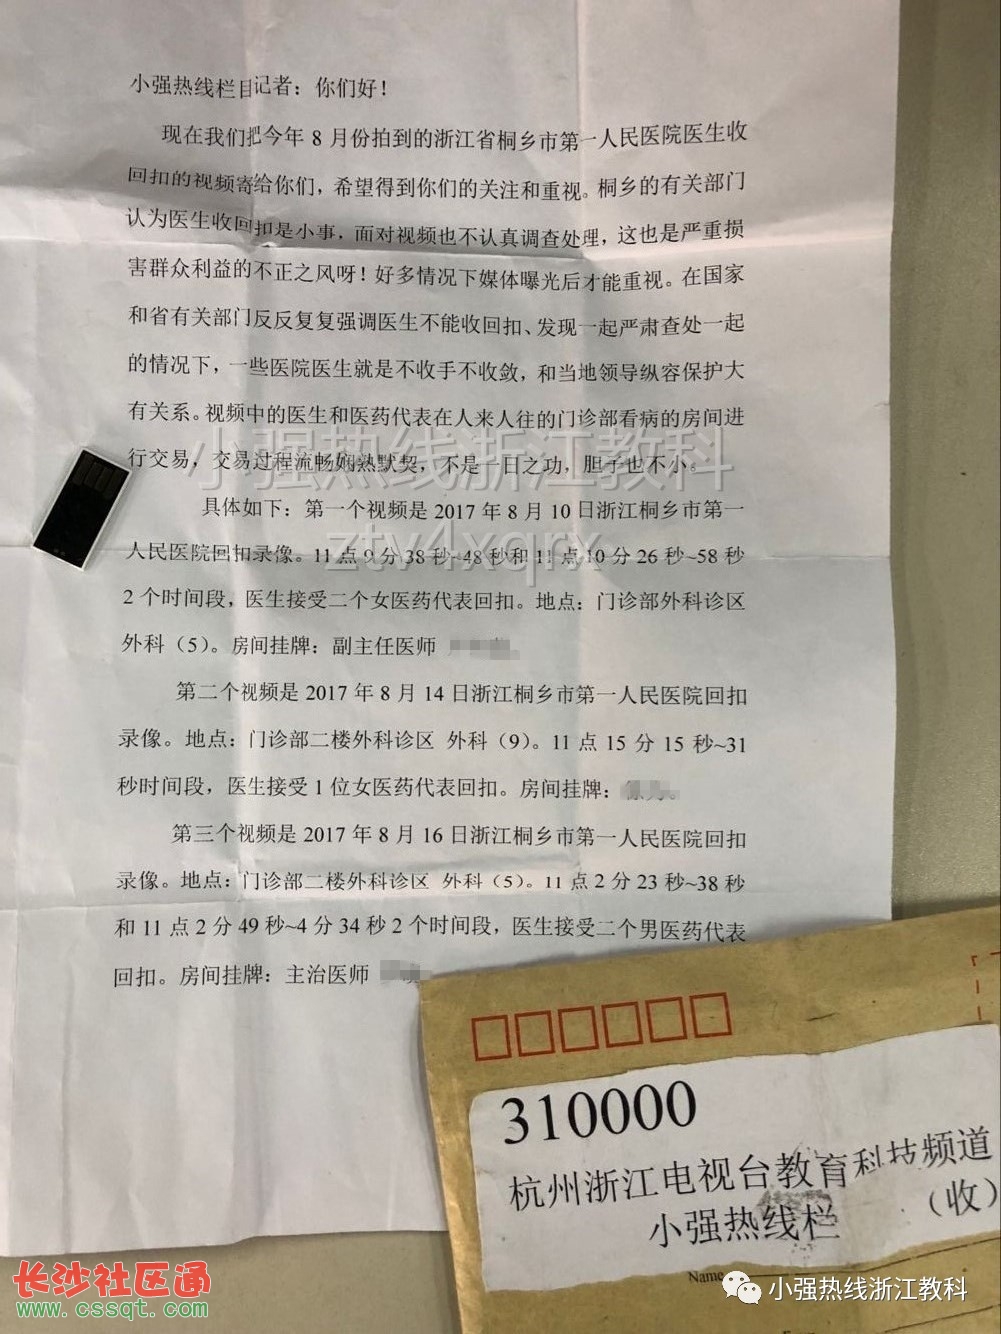 小强热线栏目记者：你们好！
现在我们把今年 8 月份拍到的浙江省桐乡市第一人民医院医生收
回扣的视频寄给你们，希望得到你们的关注和重视。桐乡的有关部门
认为医生收回扣是小事，面对视频也不认真调查处理，这也是严重损
害群众利益的不正之风呀！好多情况下媒体曝光后才能重视。在国家
和省有关部门反反复复强调医生不能收回扣、发现一起严肃查处一起
的情况下，一些医院医生就是不收手不收敛，和当地领导纵容保护大
有关系。视频中的医生和医药代表在人来人往的门诊部看病的房间进
行交易，交易过程流畅娴熟默契，不是一日之功，胆子也不小。
小强热线浙江教科
具体如下：第一个视频是 2017 年 8 月 10 日浙江桐乡市第一
人民医院回扣录像。11 点 9 分 38 秒~48 秒和 11 点 10 分 26 秒~58 秒
ztv4xqrx
2 个时间段，医生接受二个女医药代表回扣。地点：门诊部外科诊区
外科（5）。房间挂牌：副主任医师
第二个视频是 2017 年 8 月 14 日浙江桐乡市第一人民医院回扣
录像。地点：门诊部二楼外科诊区 外科（9）。11 点 15 分 15 秒~31
秒时间段，医生接受 1 位女医药代表回扣。房间挂牌：
第三个视频是 2017 年 8 月 16 日浙江桐乡市第一人民医院回扣
录像。地点：门诊部二楼外科诊区 外科（5）。11 点 2 分 23 秒~38 秒
和 11 点 2 分 49 秒~4 分 34 秒 2 个时间段，医生接受二个男医药代表
回扣。房间挂牌：主治医师
310000
杭州浙江电视台教育科技频道
小强热线栏 （收）
Name
小强热线浙江教科
长沙社区通
www.cssqt.com